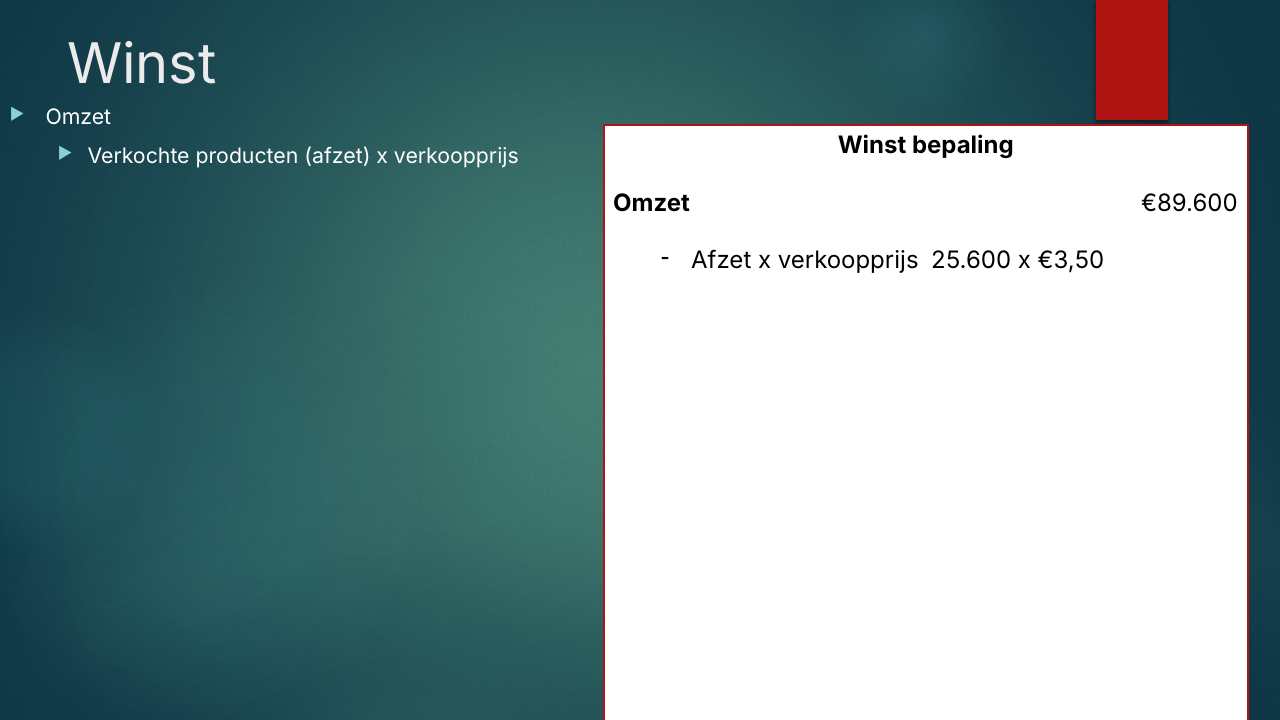 Winst
Omzet
Verkochte producten (afzet) x verkoopprijs
Winst bepaling
Omzet €89.600
- Afzet x verkoopprijs 25.600 x €3,50